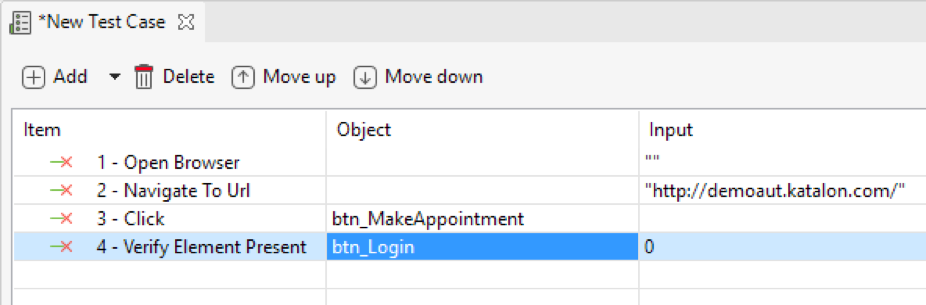 *New Test Case
Add Delete Move up Move down
Item Object Input
1 - Open Browser ""
2 - Navigate To Url "http://demoaut.katalon.com/"
3 - Click btn_MakeAppointment
4 - Verify Element Present btn_Login 0